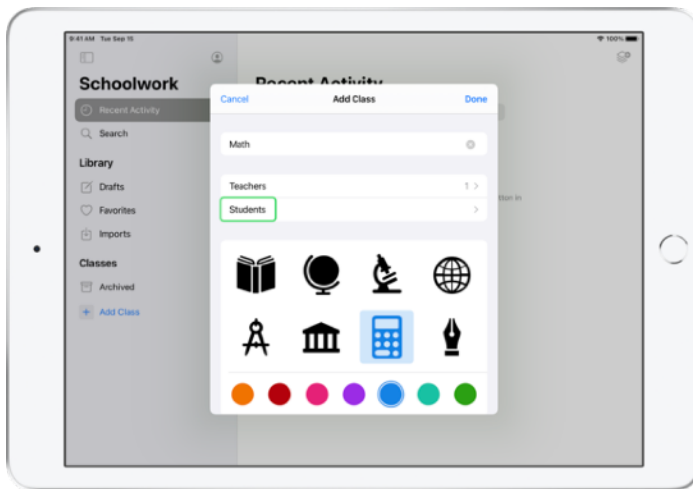 9:41 AM Tue Sep 15
100%
Schoolwork
Recent Activity
Recent Activity
Search
Library
Drafts
Favorites
Imports
Classes
Archived
Add Class
Cancel
Add Class
Done
Math
Teachers
1
Students